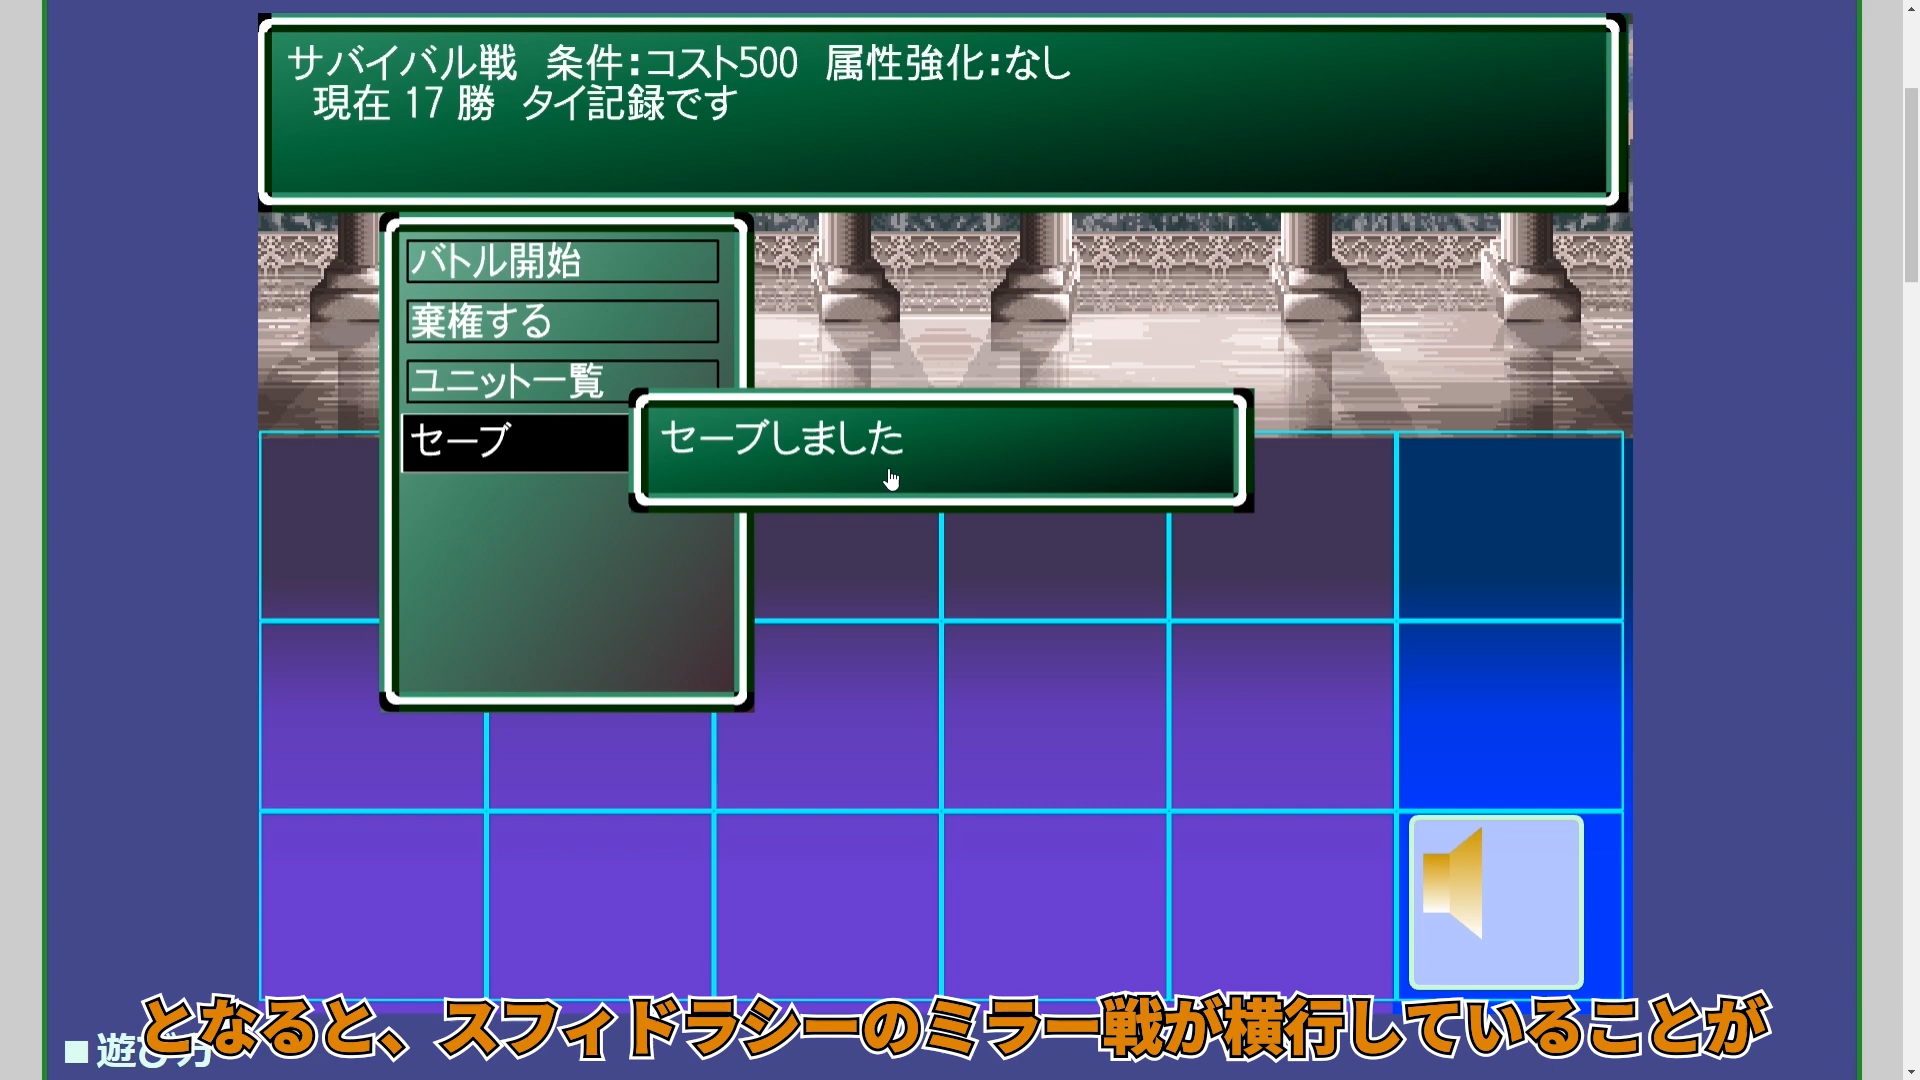 サバイバル戦 条件:コスト500 属性強化:なし
現在 17 勝 タイ記録です
バトル開始
棄権する
ユニット一覧
セーブ
セーブしました
となると、スフィドラシーのミラー戦が横行していることが
■遊び方